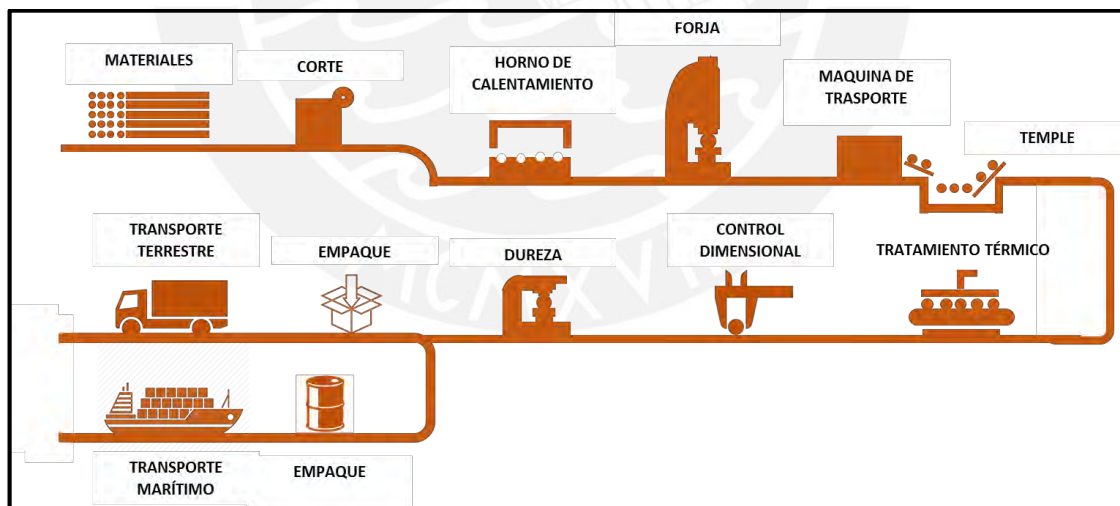 MATERIALES
CORTE
HORNO DE
CALENTAMIENTO
FORJA
MAQUINA DE
TRASPORTE
TEMPLE
TRANSPORTE
TERRESTRE
EMPAQUE
DUREZA
CONTROL
DIMENSIONAL
TRATAMIENTO TÉRMICO
TRANSPORTE
MARÍTIMO
EMPAQUE